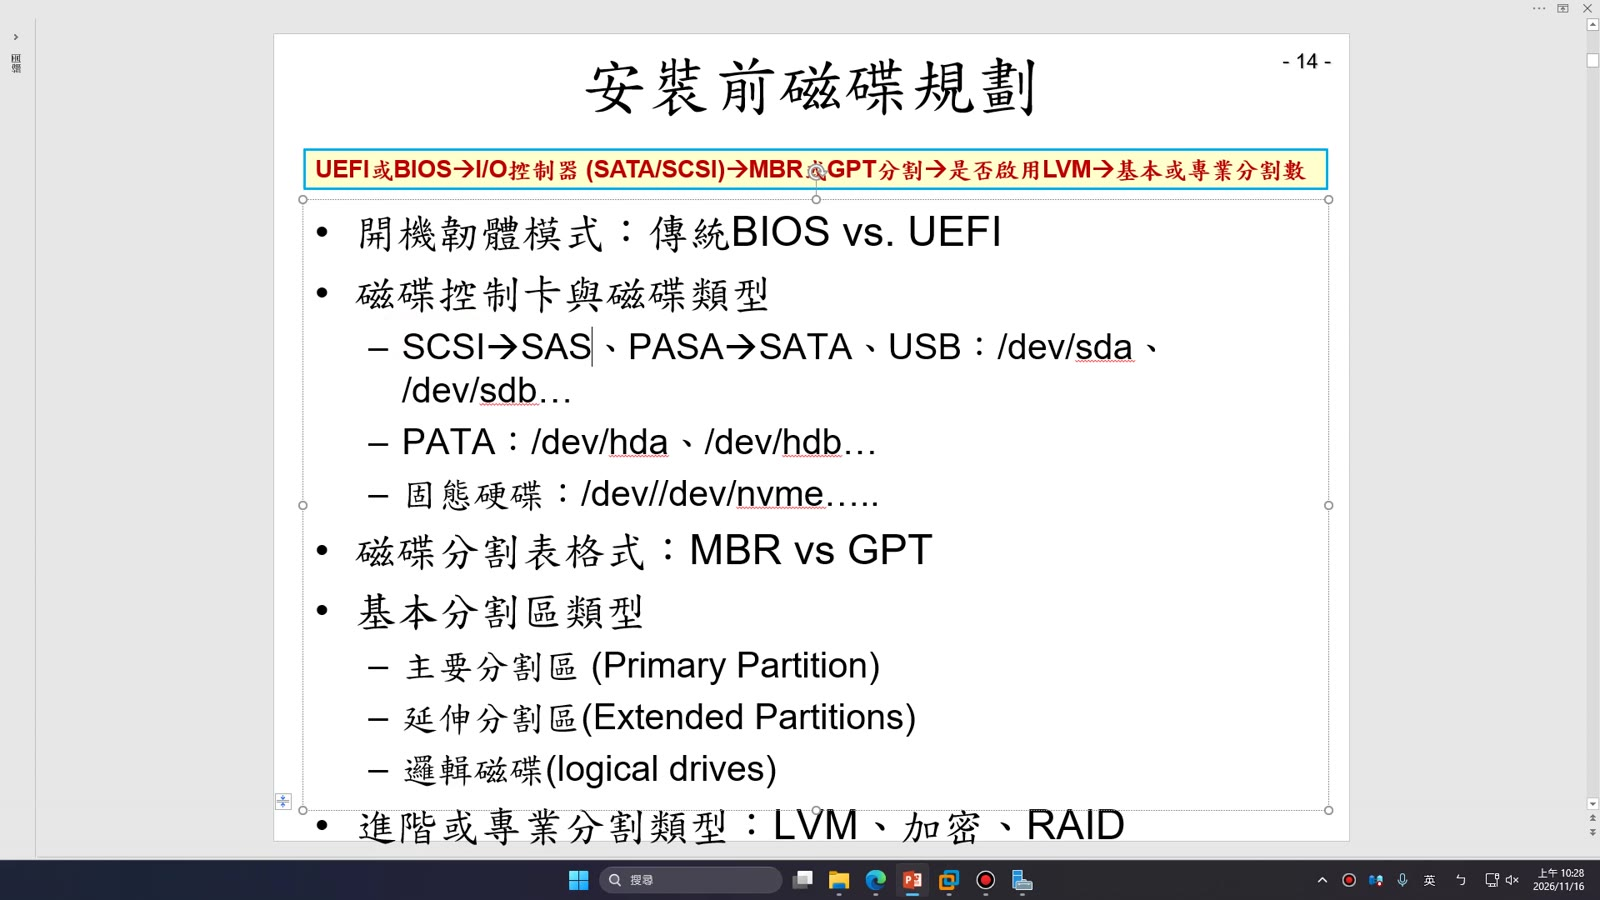 - 14 -
安裝前磁碟規劃
UEFI或BIOS→I/O控制器 (SATA/SCSI)→MBR或GPT分割→是否啟用LVM→基本或專業分割數
• 開機韌體模式：傳統BIOS vs. UEFI
• 磁碟控制卡與磁碟類型
– SCSI→SAS、PASA→SATA、USB：/dev/sda、
/dev/sdb…
– PATA：/dev/hda、/dev/hdb…
– 固態硬碟：/dev//dev/nvme…..
• 磁碟分割表格式：MBR vs GPT
• 基本分割區類型
– 主要分割區 (Primary Partition)
– 延伸分割區(Extended Partitions)
– 邏輯磁碟(logical drives)
• 進階或專業分割類型：LVM、加密、RAID
搜尋
英
ㄅ
上午 10:28
2026/11/16